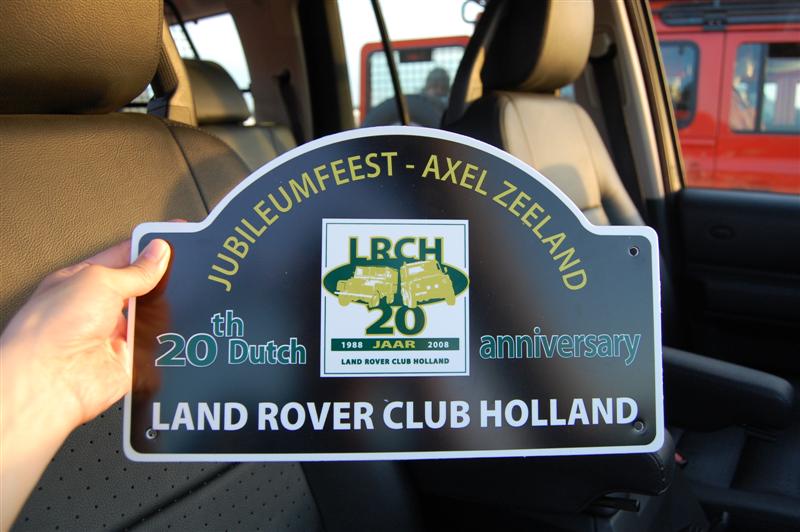 JUBILEUMFEEST - AXEL ZEELAND
LRCH
20
1988 JAAR 2008
LAND ROVER CLUB HOLLAND
20th Dutch anniversary
LAND ROVER CLUB HOLLAND